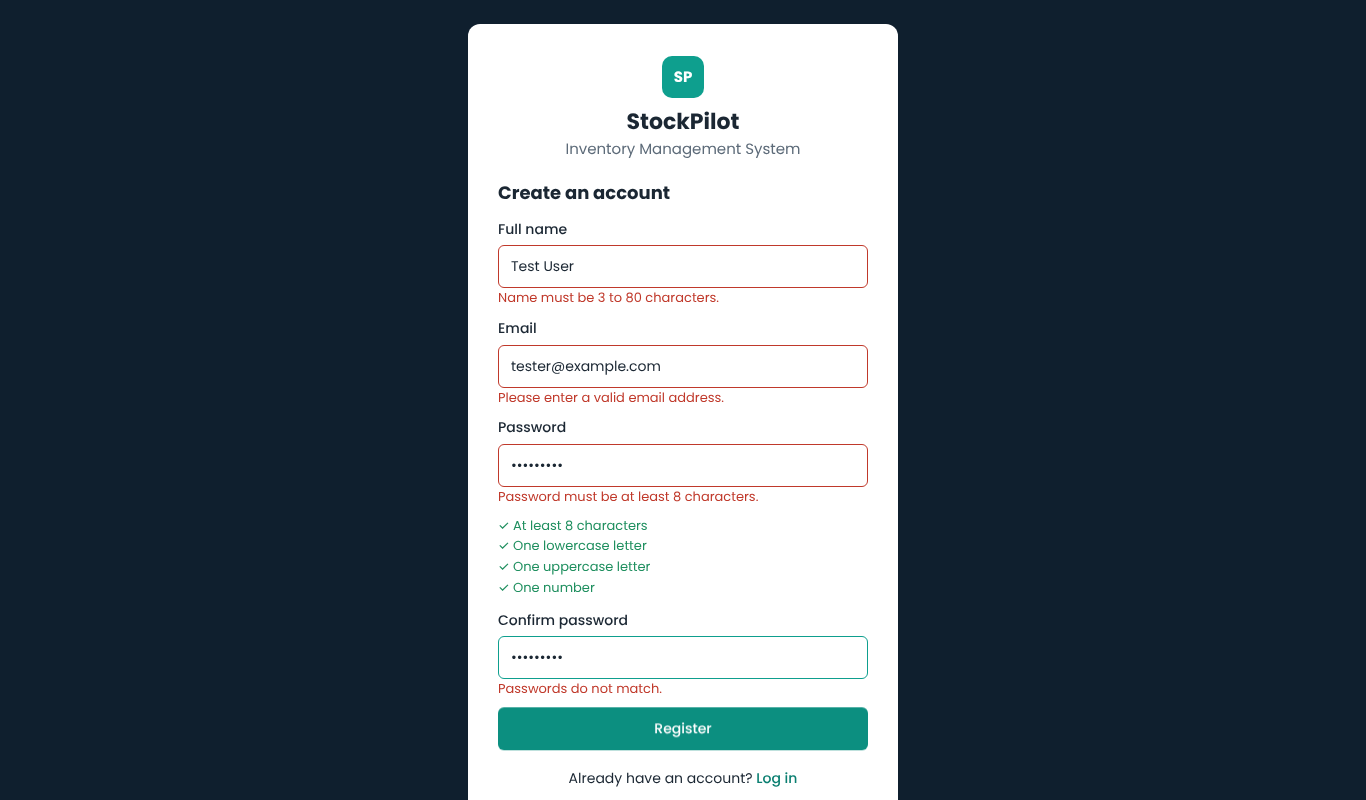 SP
StockPilot
Inventory Management System
Create an account
Full name
Test User
Name must be 3 to 80 characters.
Email
tester@example.com
Please enter a valid email address.
Password
•••••••••
Password must be at least 8 characters.
✓ At least 8 characters
✓ One lowercase letter
✓ One uppercase letter
✓ One number
Confirm password
•••••••••
Passwords do not match.
Register
Already have an account? Log in